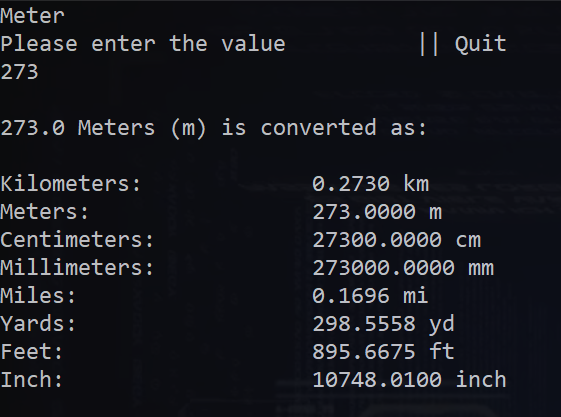 Meter
Please enter the value || Quit
273
273.0 Meters (m) is converted as:
Kilometers: 0.2730 km
Meters: 273.0000 m
Centimeters: 27300.0000 cm
Millimeters: 273000.0000 mm
Miles: 0.1696 mi
Yards: 298.5558 yd
Feet: 895.6675 ft
Inch: 10748.0100 inch